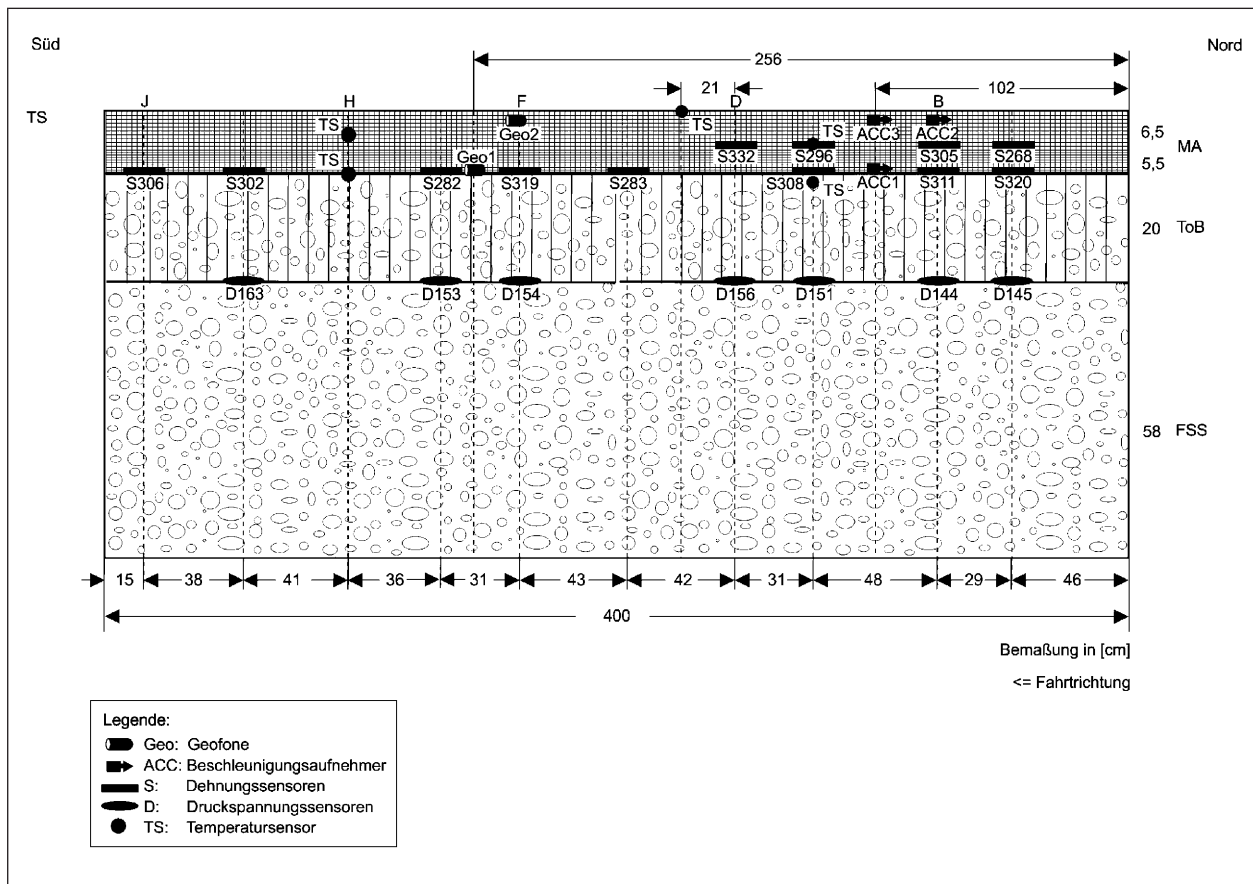 Süd
Nord
256
21
102
J
H
F
D
B
TS
TS
Geo2
TS
TS
ACC3
ACC2
6,5
MA
TS
Geo1
S332
S296
S305
S268
5,5
S306
S302
S282
S319
S283
S308
TS
ACC1
S311
S320
20
ToB
D163
D153
D154
D156
D151
D144
D145
58
FSS
15
38
41
36
31
43
42
31
48
29
46
400
Bemaßung in [cm]
<= Fahrtrichtung
Legende:
Geo: Geofone
ACC: Beschleunigungsaufnehmer
S: Dehnungssensoren
D: Druckspannungssensoren
TS: Temperatursensor